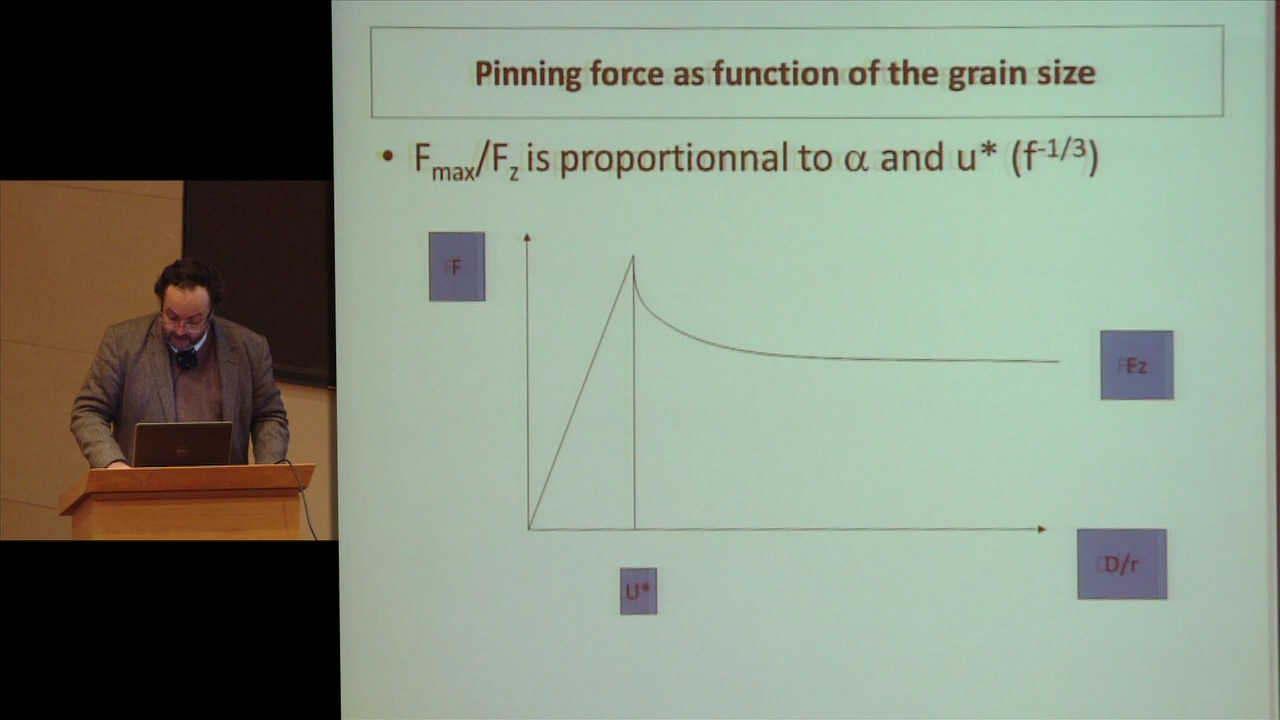 Pinning force as function of the grain size
• Fmax/Fz is proportionnal to α and u* (f-1/3)
F
Fz
D/r
U*